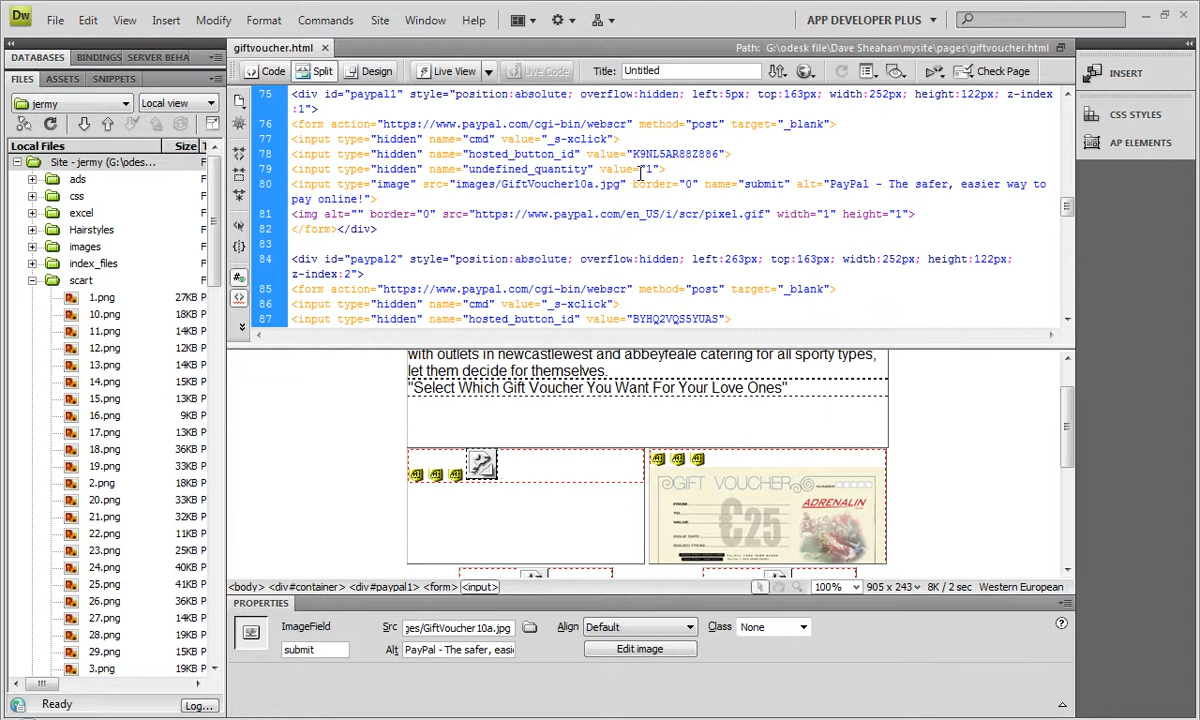 Dw File Edit View Insert Modify Format Commands Site Window Help APP DEVELOPER PLUS
DATABASES BINDINGS SERVER BEHA
FILES ASSETS SNIPPETS
jermy Local view
Local Files Size T
Site - jermy (G:\odes... F
ads F
css F
excel F
Hairstyles F
images F
index_files F
scart F
1.png 27KB P
10.png 18KB P
11.png 14KB P
12.png 12KB P
13.png 14KB P
14.png 12KB P
15.png 12KB P
16.png 9KB P
17.png 13KB P
18.png 36KB P
19.png 33KB P
2.png 18KB P
20.png 33KB P
21.png 32KB P
22.png 11KB P
23.png 25KB P
24.png 40KB P
25.png 41KB P
26.png 36KB P
27.png 14KB P
28.png 19KB P
29.png 15KB P
3.png 19KB P
Ready Log...
giftvoucher.html Path: G:\odesk file\Dave Sheahan\mysite\pages\giftvoucher.html
Code Split Design Live View Live Code Title: Untitled Check Page
75 <div id="paypal1" style="position:absolute; overflow:hidden; left:5px; top:163px; width:252px; height:122px; z-index
:1">
76 <form action="https://www.paypal.com/cgi-bin/webscr" method="post" target="_blank">
77 <input type="hidden" name="cmd" value="_s-xclick">
78 <input type="hidden" name="hosted_button_id" value="K9NL5AR88Z886">
79 <input type="hidden" name="undefined_quantity" value="1">
80 <input type="image" src="images/GiftVoucher10a.jpg" border="0" name="submit" alt="PayPal - The safer, easier way to
pay online!">
81 <img alt="" border="0" src="https://www.paypal.com/en_US/i/scr/pixel.gif" width="1" height="1">
82 </form></div>
83
84 <div id="paypal2" style="position:absolute; overflow:hidden; left:263px; top:163px; width:252px; height:122px;
z-index:2">
85 <form action="https://www.paypal.com/cgi-bin/webscr" method="post" target="_blank">
86 <input type="hidden" name="cmd" value="_s-xclick">
87 <input type="hidden" name="hosted_button_id" value="BYHQ2VQS5YUAS">
with outlets in newcastlewest and abbeyfeale catering for all sporty types,
let them decide for themselves.
"Select Which Gift Voucher You Want For Your Love Ones"
GIFT VOUCHER NUMBER
FROM
TO
VALUE
€25
ADRENALIN
ISSUE DATE
ISSUED FROM
<body> <div#container> <div#paypal1> <form> <input> 100% 905 x 243 8K / 2 sec Western European
PROPERTIES
ImageField Src ges/GiftVoucher10a.jpg Align Default Class None
submit Alt PayPal - The safer, easie Edit image
INSERT
CSS STYLES
AP ELEMENTS